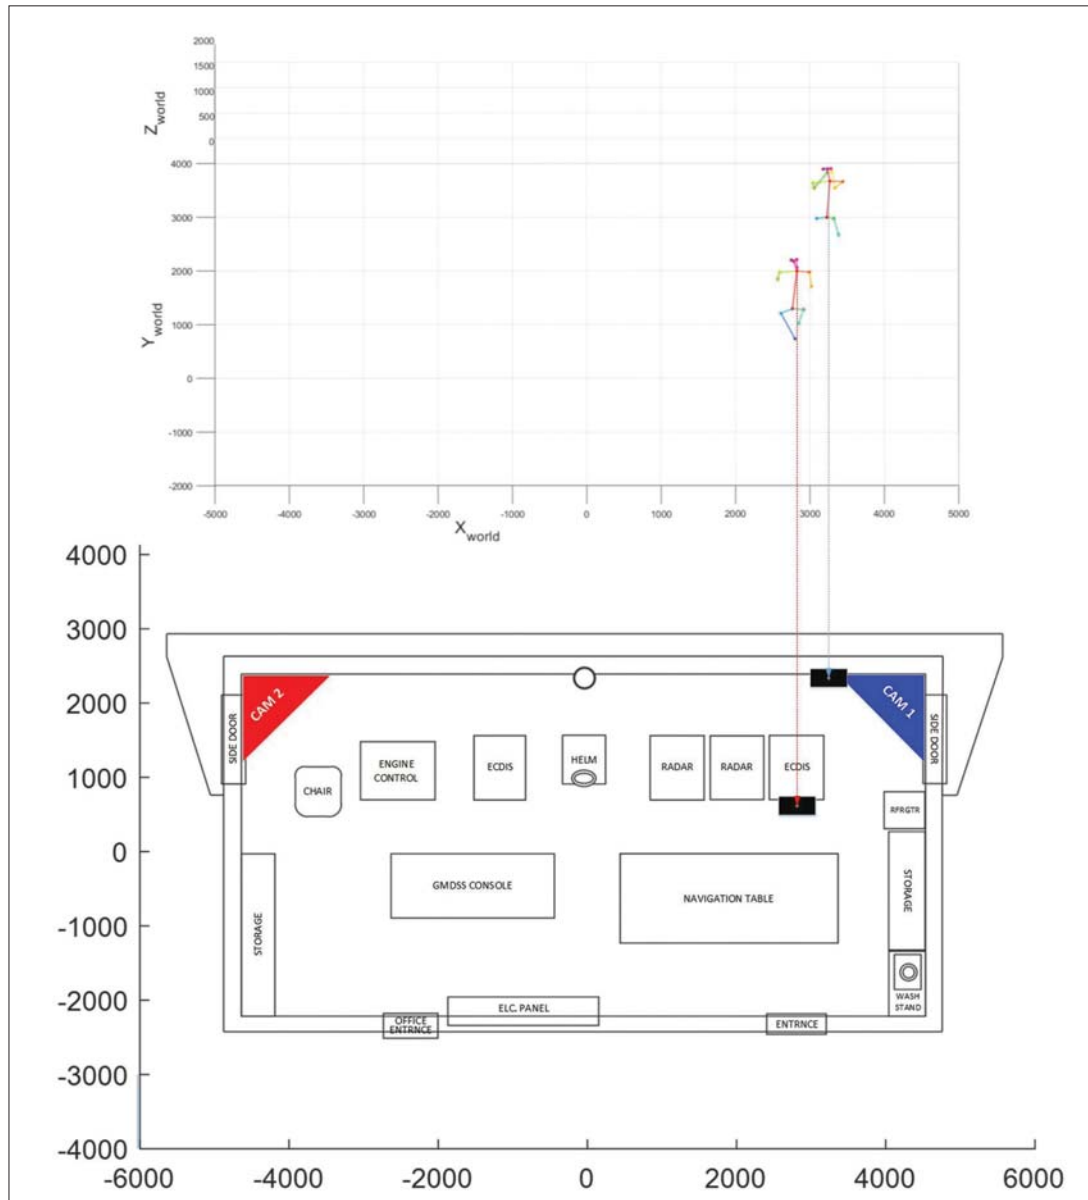 2000
1500
1000
500
0
Z world
4000
3000
2000
1000
0
-1000
-2000
Y world
-5000 -4000 -3000 -2000 -1000 0 1000 2000 3000 4000 5000
X world
4000
3000
2000
1000
0
-1000
-2000
-3000
-4000
CAM 2
CAM 1
SIDE DOOR
SIDE DOOR
CHAIR
ENGINE
CONTROL
ECDIS
HELM
RADAR
RADAR
ECDIS
RFRGTR
GMDSS CONSOLE
NAVIGATION TABLE
STORAGE
STORAGE
WASH
STAND
ELC. PANEL
OFFICE
ENTRNCE
ENTRNCE
-6000 -4000 -2000 0 2000 4000 6000